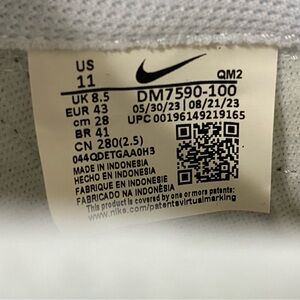 US
11
QM2
UK 8.5
DM7590-100
EUR 43
05/30/23 | 08/21/23
cm 28
UPC 00196149219165
BR 41
CN 280(2.5)
044QDETGAA0H3
MADE IN INDONESIA
HECHO EN INDONESIA
FABRIQUE EN INDONESIE
FABRICADO NA INDONÉSIA
This product is covered by one or more patents:
www.nike.com/patentsvirtualmarking